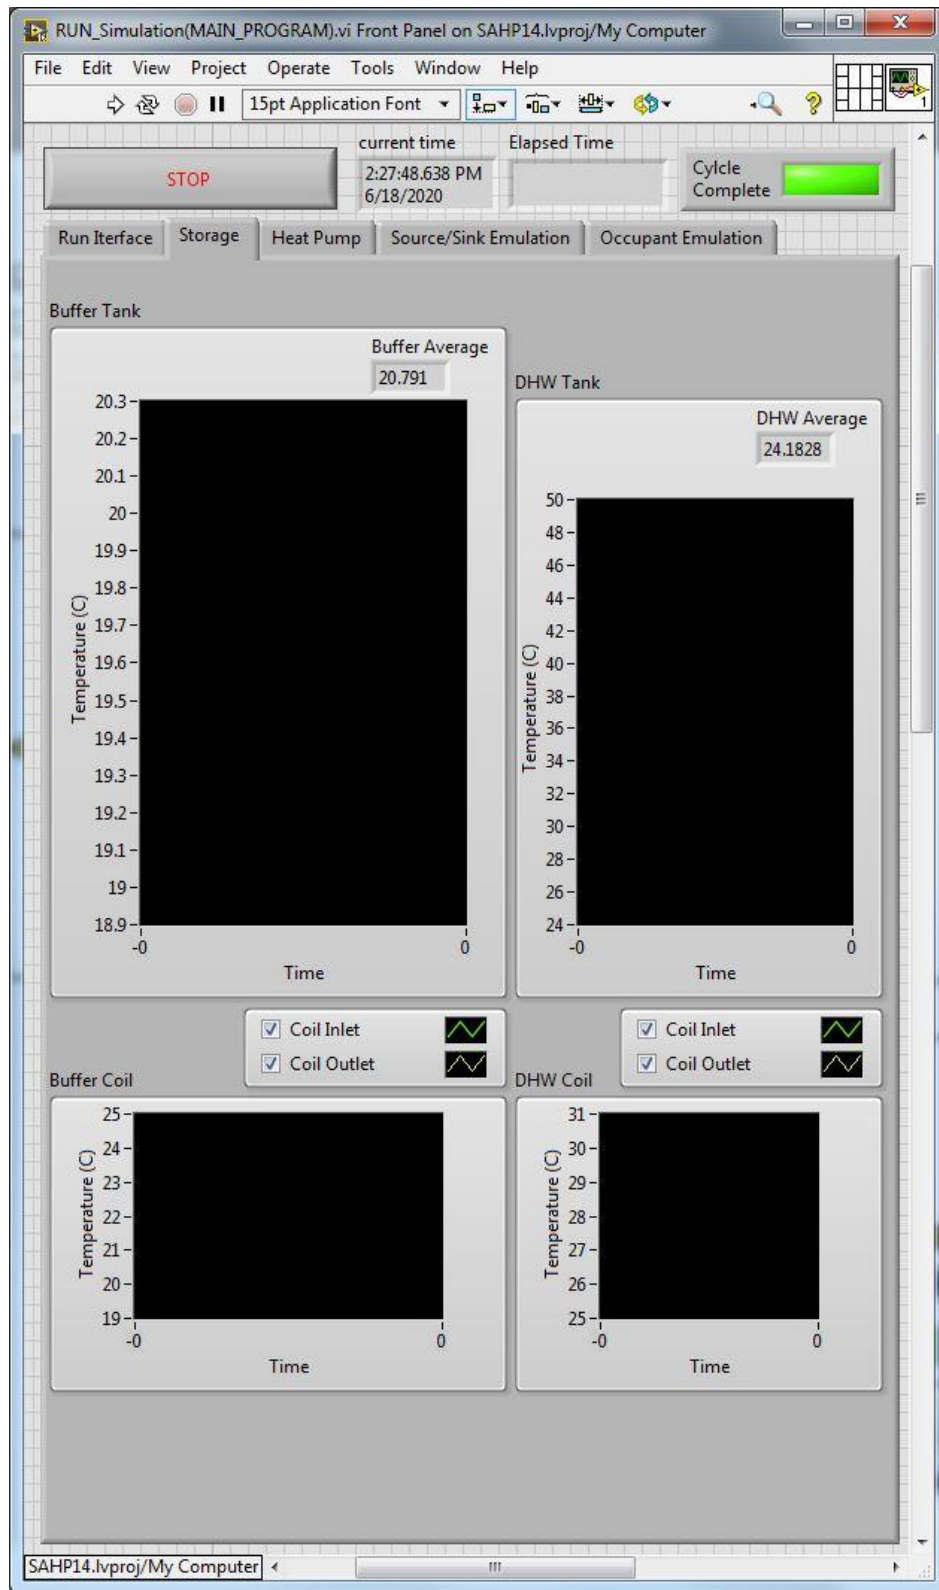 RUN_Simulation(MAIN_PROGRAM).vi Front Panel on SAHP14.lvproj/My Computer
File Edit View Project Operate Tools Window Help
15pt Application Font
1
STOP
current time
2:27:48.638 PM
6/18/2020
Elapsed Time
Cylcle
Complete
Run Iterface Storage Heat Pump Source/Sink Emulation Occupant Emulation
Buffer Tank
Buffer Average
20.791
20.3
20.2
20.1
20
19.9
19.8
19.7
19.6
19.5
19.4
19.3
19.2
19.1
19
18.9
Temperature (C)
-0 0
Time
DHW Tank
DHW Average
24.1828
50
48
46
44
42
40
38
36
34
32
30
28
26
24
Temperature (C)
-0 0
Time
Coil Inlet
Coil Outlet
Buffer Coil
25
24
23
22
21
20
19
Temperature (C)
-0 0
Time
Coil Inlet
Coil Outlet
DHW Coil
31
30
29
28
27
26
25
Temperature (C)
-0 0
Time
SAHP14.lvproj/My Computer